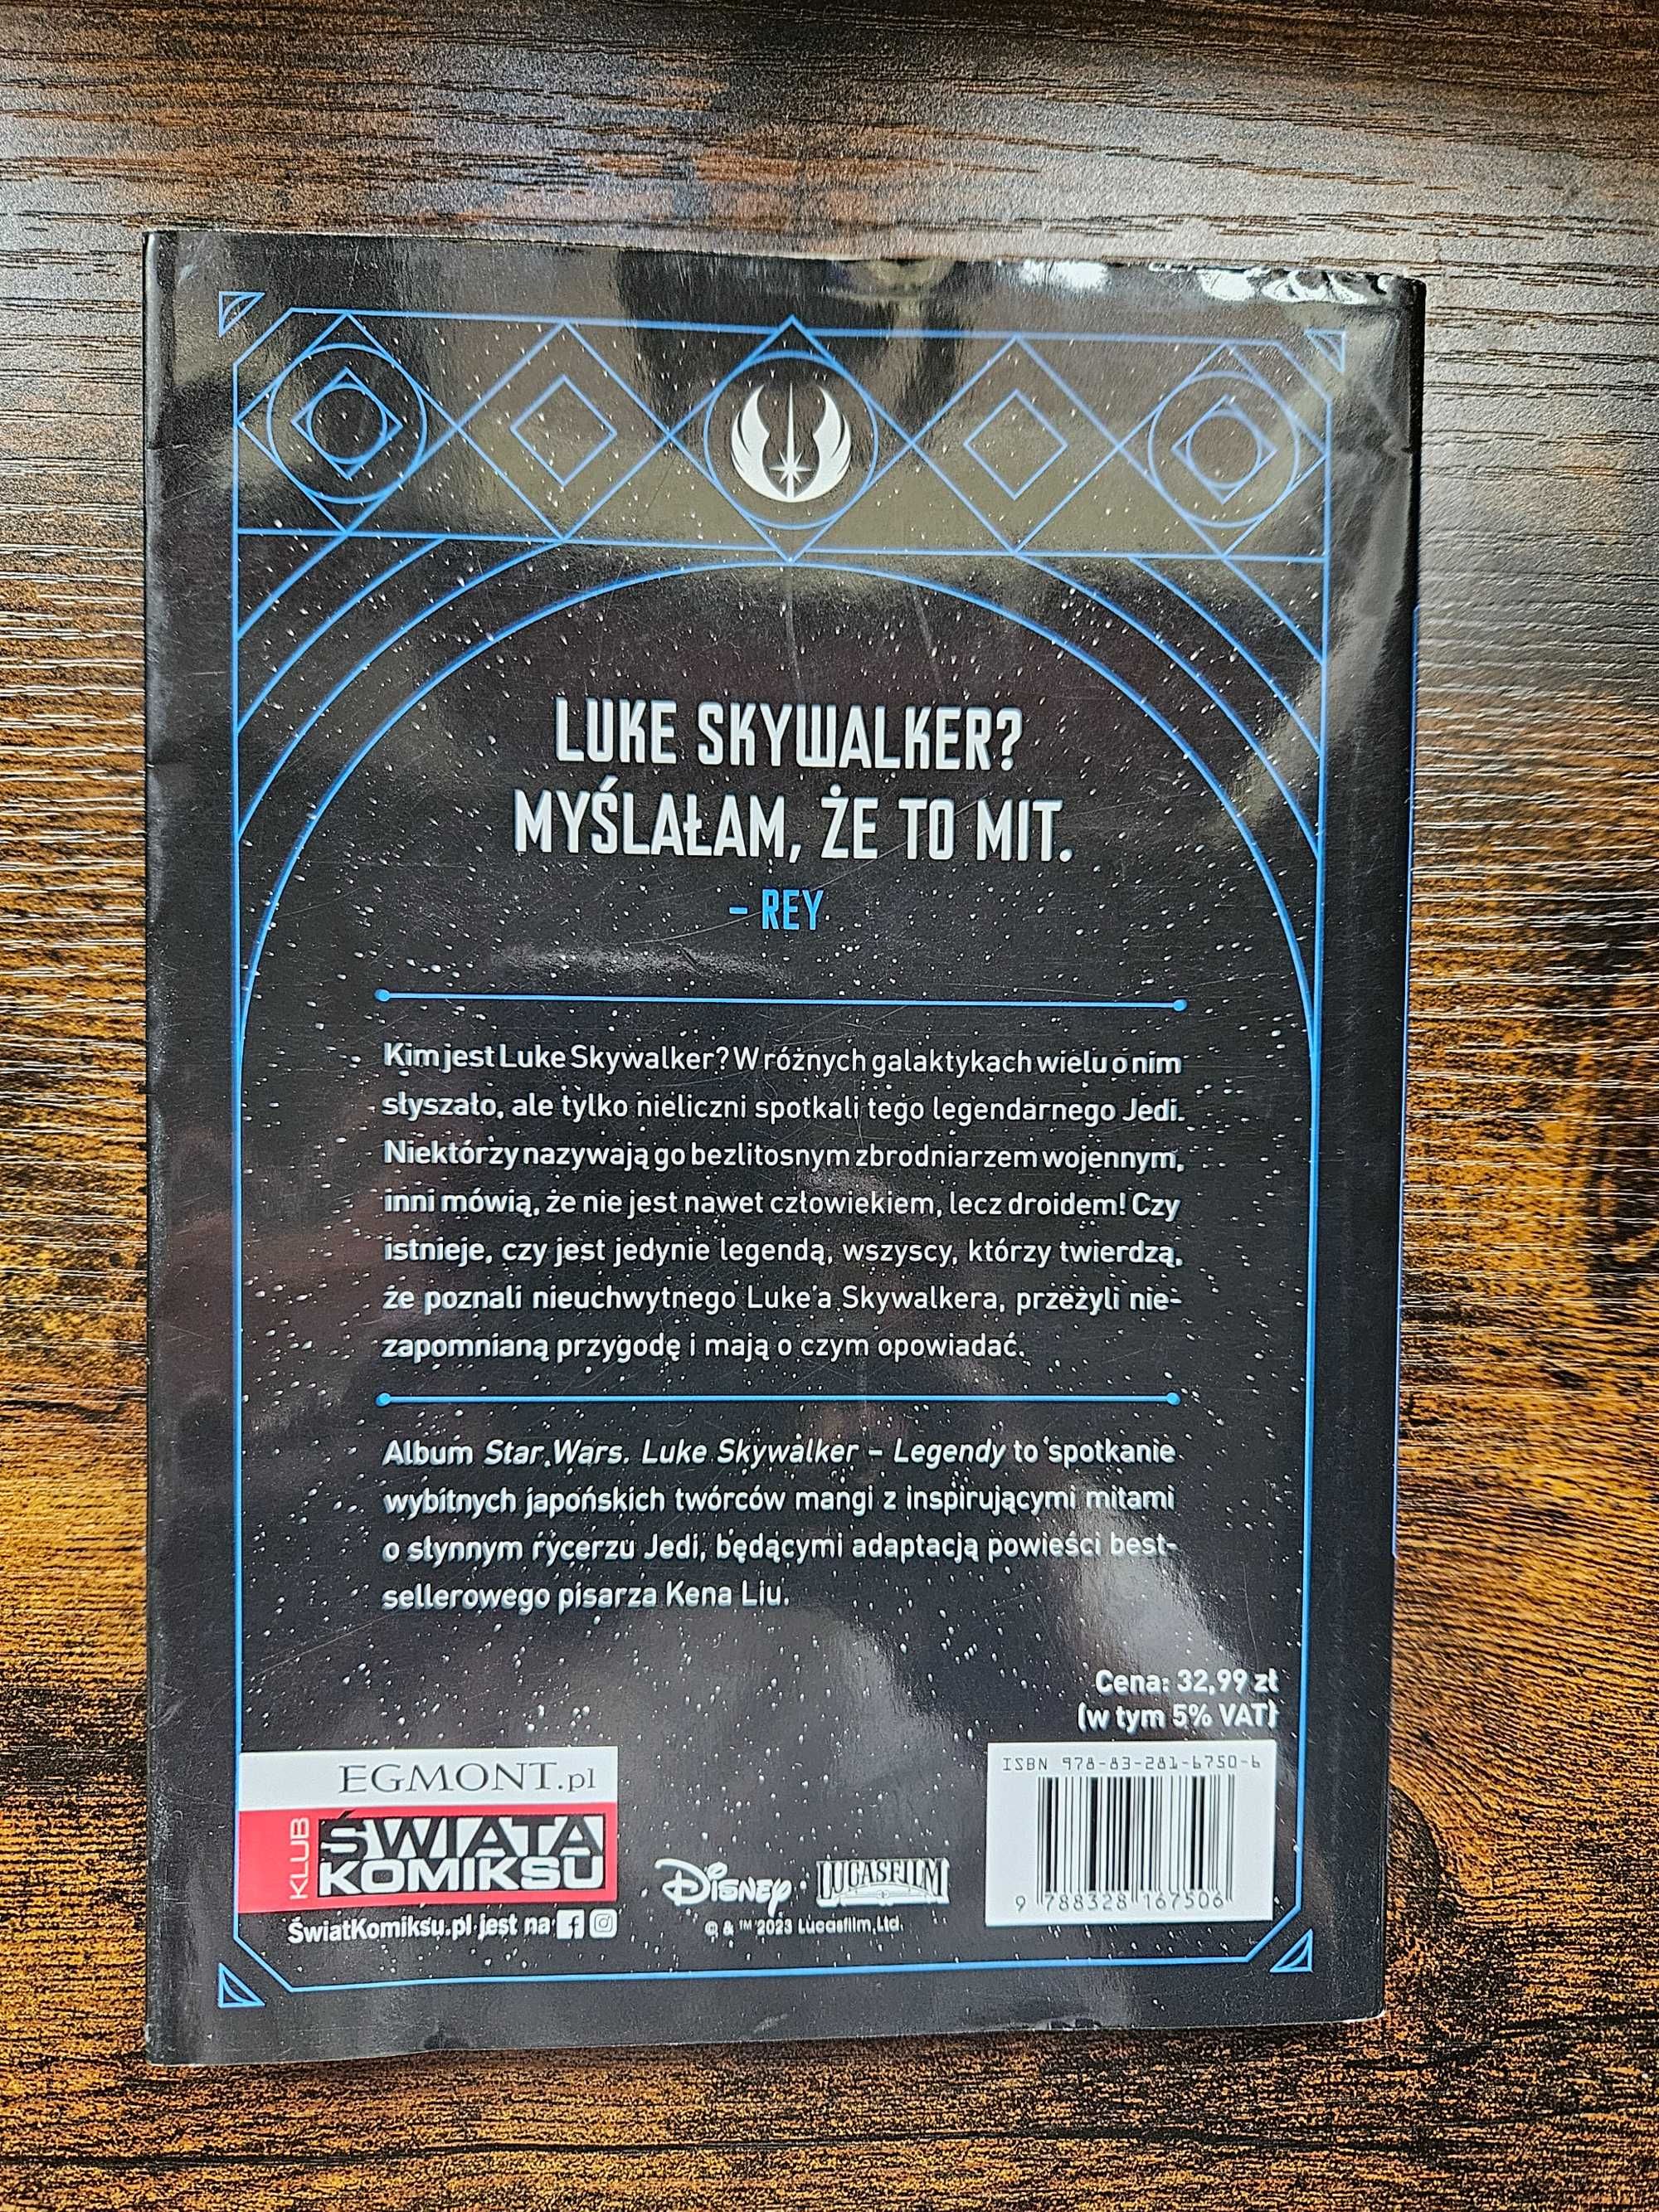 LUKE SKYWALKER?
MYŚLAŁAM, ŻE TO MIT.
– REY
Kim jest Luke Skywalker? W różnych galaktykach wielu o nim
słyszało, ale tylko nieliczni spotkali tego legendarnego Jedi.
Niektórzy nazywają go bezlitosnym zbrodniarzem wojennym,
inni mówią, że nie jest nawet człowiekiem, lecz droidem! Czy
istnieje, czy jest jedynie legendą, wszyscy, którzy twierdzą,
że poznali nieuchwytnego Luke'a Skywalkera, przeżyli nie-
zapomnianą przygodę i mają o czym opowiadać.
Album Star Wars. Luke Skywalker – Legendy to spotkanie
wybitnych japońskich twórców mangi z inspirującymi mitami
o słynnym rycerzu Jedi, będącymi adaptacją powieści best-
sellerowego pisarza Kena Liu.
Cena: 32,99 zł
(w tym 5% VAT)
EGMONT.pl
KLUB
ŚWIATA
KOMIKSU
ŚwiatKomiksu.pl jest na
Disney
LUCASFILM
© & ™ 2023 Lucasfilm Ltd.
ISBN 978-83-281-6750-6
9 788328 167506